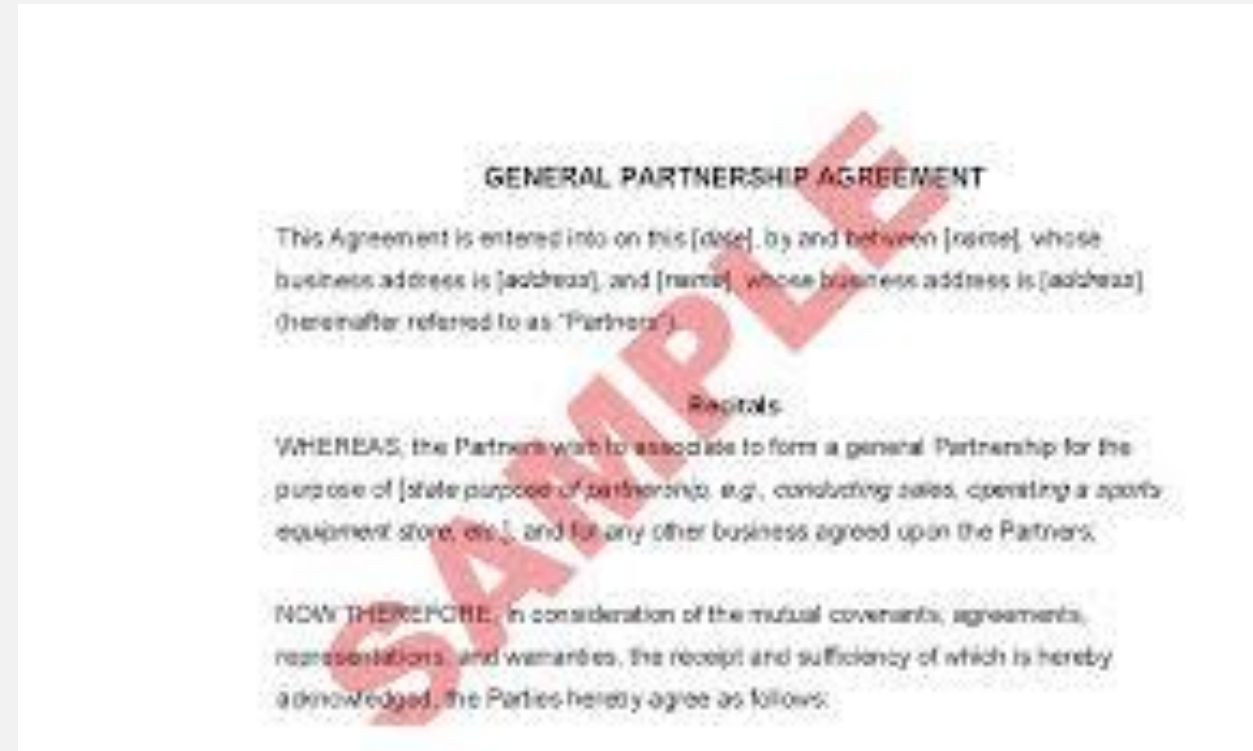 GENERAL PARTNERSHIP AGREEMENT
This Agreement is entered into on this [date], by and between [name], whose
business address is [address], and [name], whose business address is [address]
(hereinafter referred to as "Partners").
Recitals
WHEREAS, the Partners wish to associate to form a general Partnership for the
purpose of [state purpose of partnership, e.g., conducting sales, operating a sports
equipment store, etc.], and for any other business agreed upon the Partners;
NOW THEREFORE, in consideration of the mutual covenants, agreements,
representations, and warranties, the receipt and sufficiency of which is hereby
acknowledged, the Parties hereby agree as follows:
SAMPLE